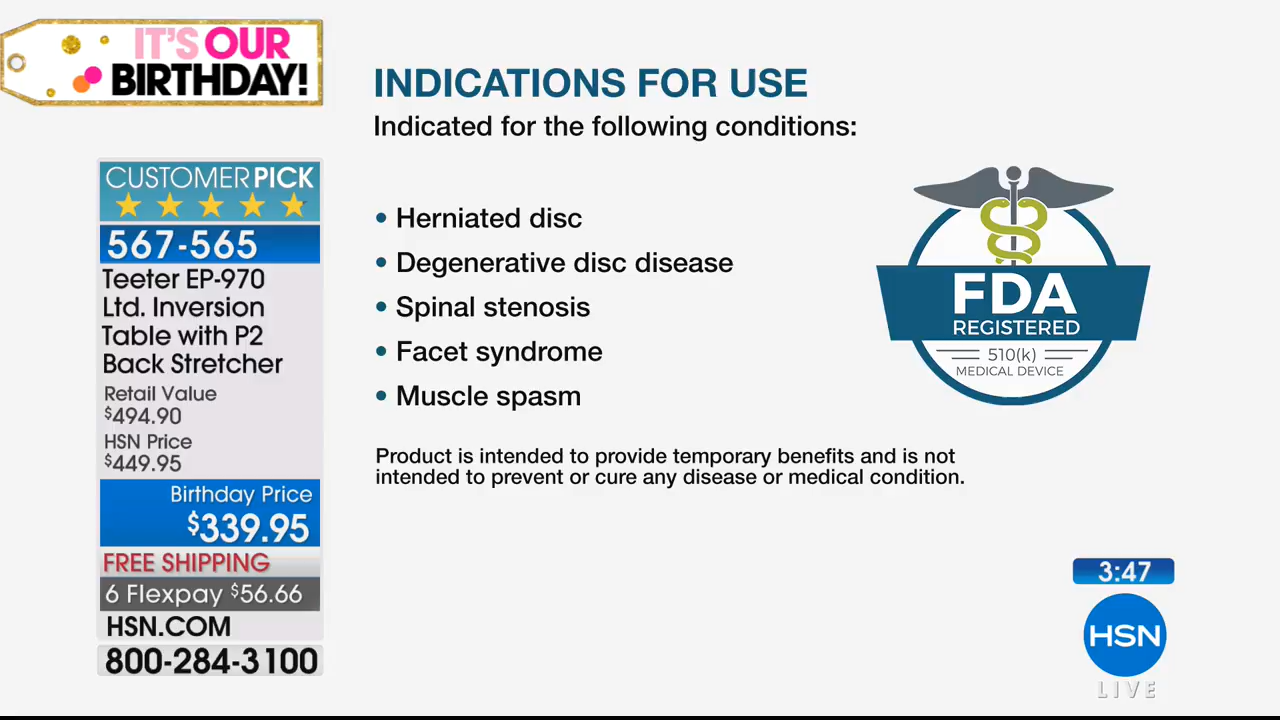 IT'S OUR
BIRTHDAY!
CUSTOMER PICK
567-565
Teeter EP-970
Ltd. Inversion
Table with P2
Back Stretcher
Retail Value
$494.90
HSN Price
$449.95
Birthday Price
$339.95
FREE SHIPPING
6 Flexpay $56.66
HSN.COM
800-284-3100
INDICATIONS FOR USE
Indicated for the following conditions:
• Herniated disc
• Degenerative disc disease
• Spinal stenosis
• Facet syndrome
• Muscle spasm
Product is intended to provide temporary benefits and is not
intended to prevent or cure any disease or medical condition.
FDA
REGISTERED
510(k)
MEDICAL DEVICE
3:47
HSN
LIVE